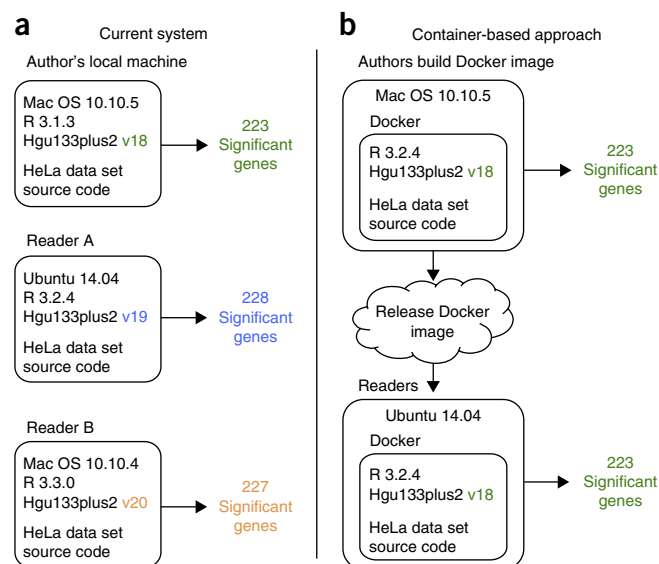 a
Current system
Author's local machine
Mac OS 10.10.5
R 3.1.3
Hgu133plus2 v18
HeLa data set
source code
223
Significant
genes
Reader A
Ubuntu 14.04
R 3.2.4
Hgu133plus2 v19
HeLa data set
source code
228
Significant
genes
Reader B
Mac OS 10.10.4
R 3.3.0
Hgu133plus2 v20
HeLa data set
source code
227
Significant
genes
b
Container-based approach
Authors build Docker image
Mac OS 10.10.5
Docker
R 3.2.4
Hgu133plus2 v18
HeLa data set
source code
223
Significant
genes
Release Docker
image
Readers
Ubuntu 14.04
Docker
R 3.2.4
Hgu133plus2 v18
HeLa data set
source code
223
Significant
genes